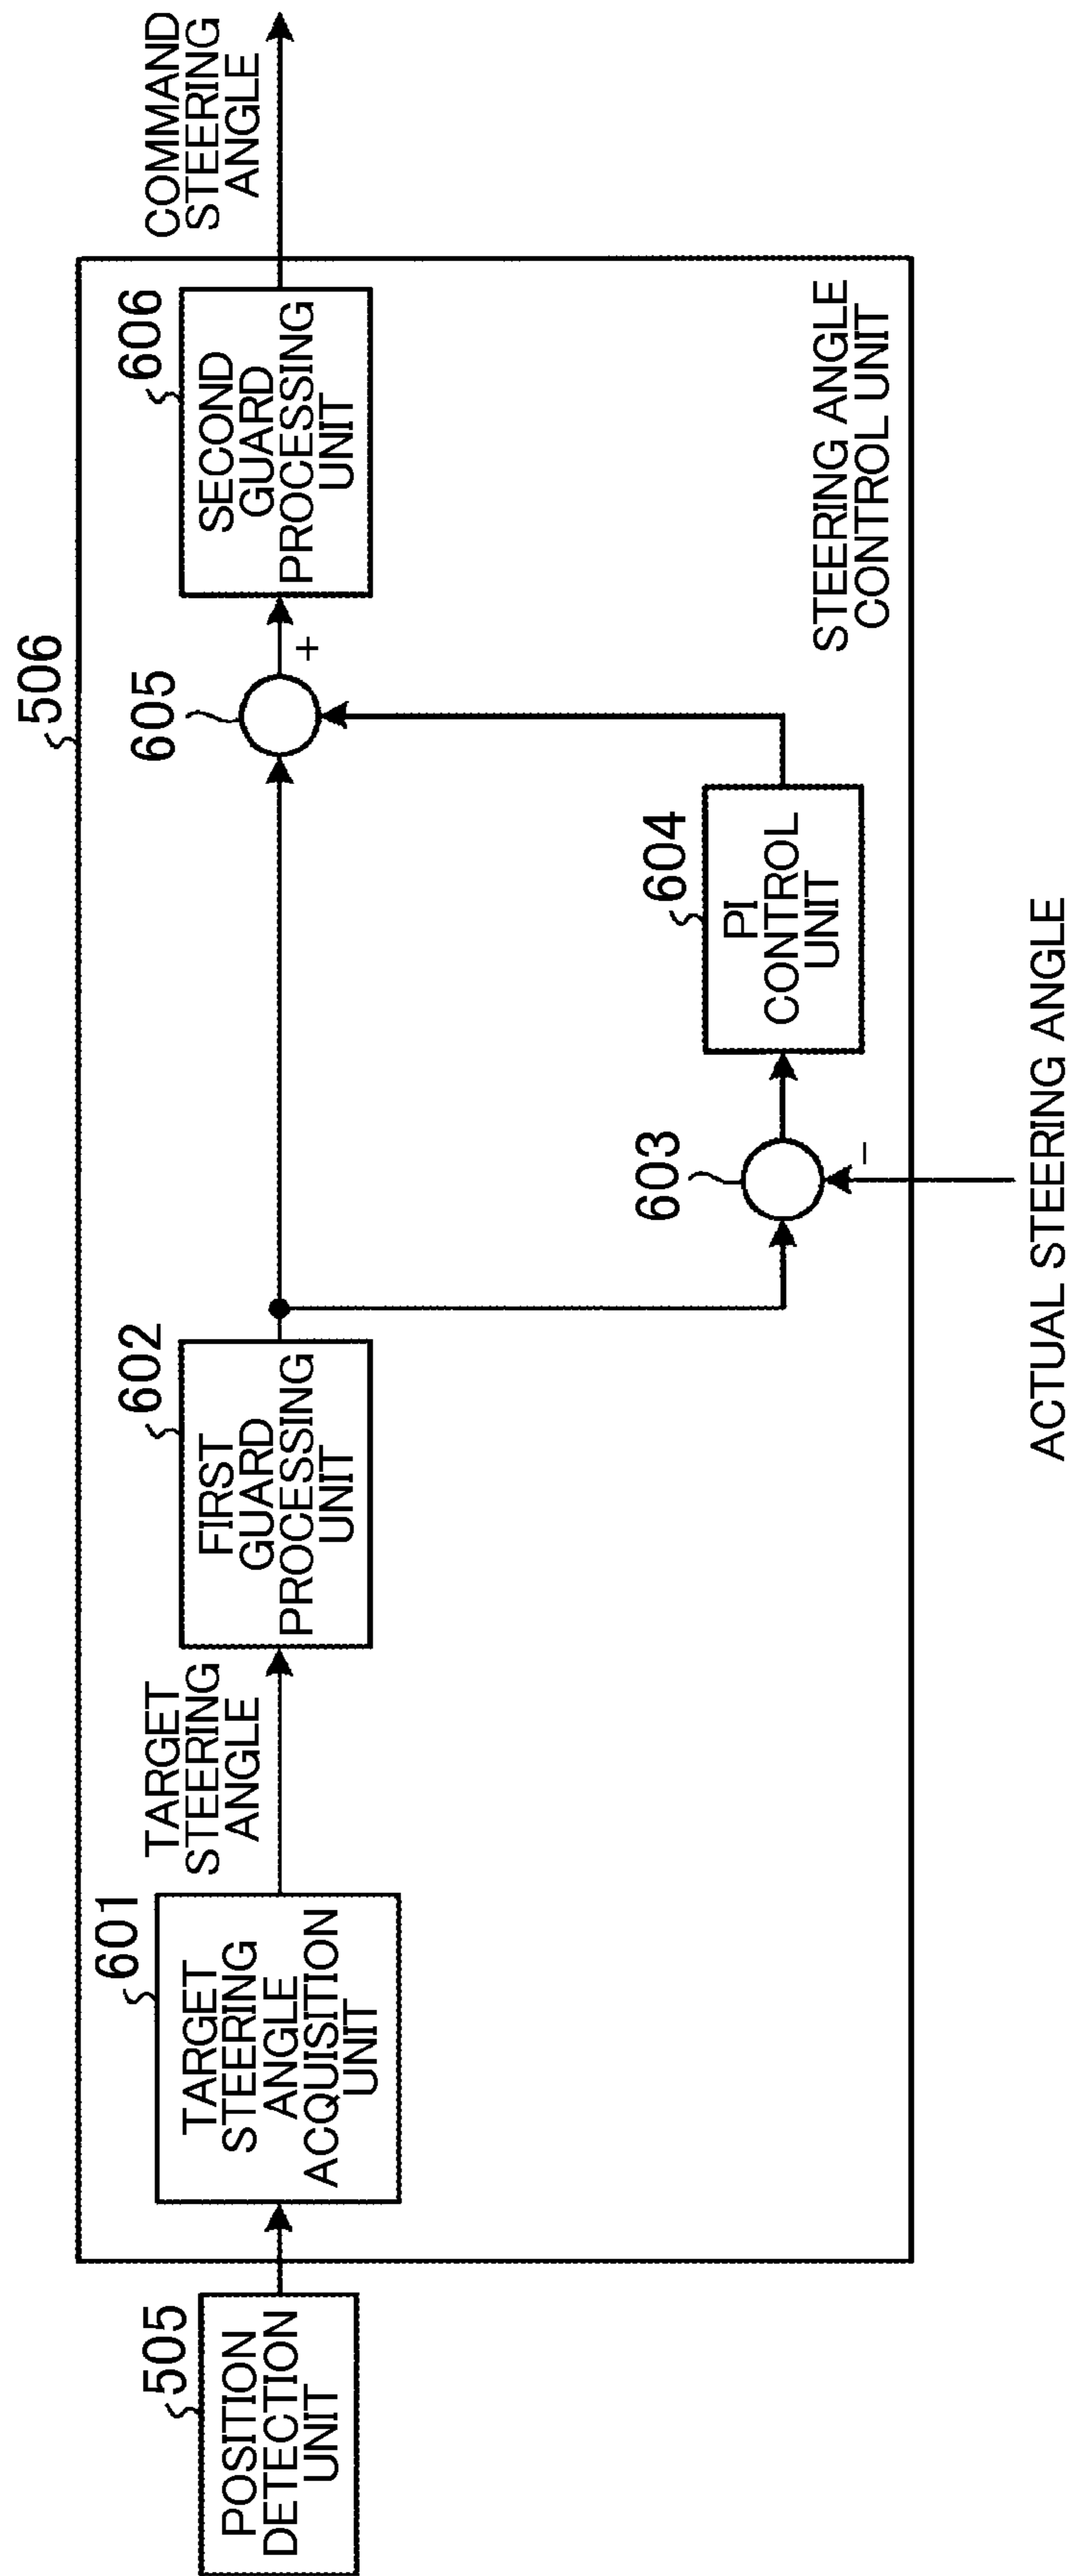 505
POSITION
DETECTION
UNIT
506
601
TARGET
STEERING
ANGLE
ACQUISITION
UNIT
TARGET
STEERING
ANGLE
602
FIRST
GUARD
PROCESSING
UNIT
603
−
ACTUAL STEERING ANGLE
604
PI
CONTROL
UNIT
605
+
606
SECOND
GUARD
PROCESSING
UNIT
STEERING ANGLE
CONTROL UNIT
COMMAND
STEERING
ANGLE